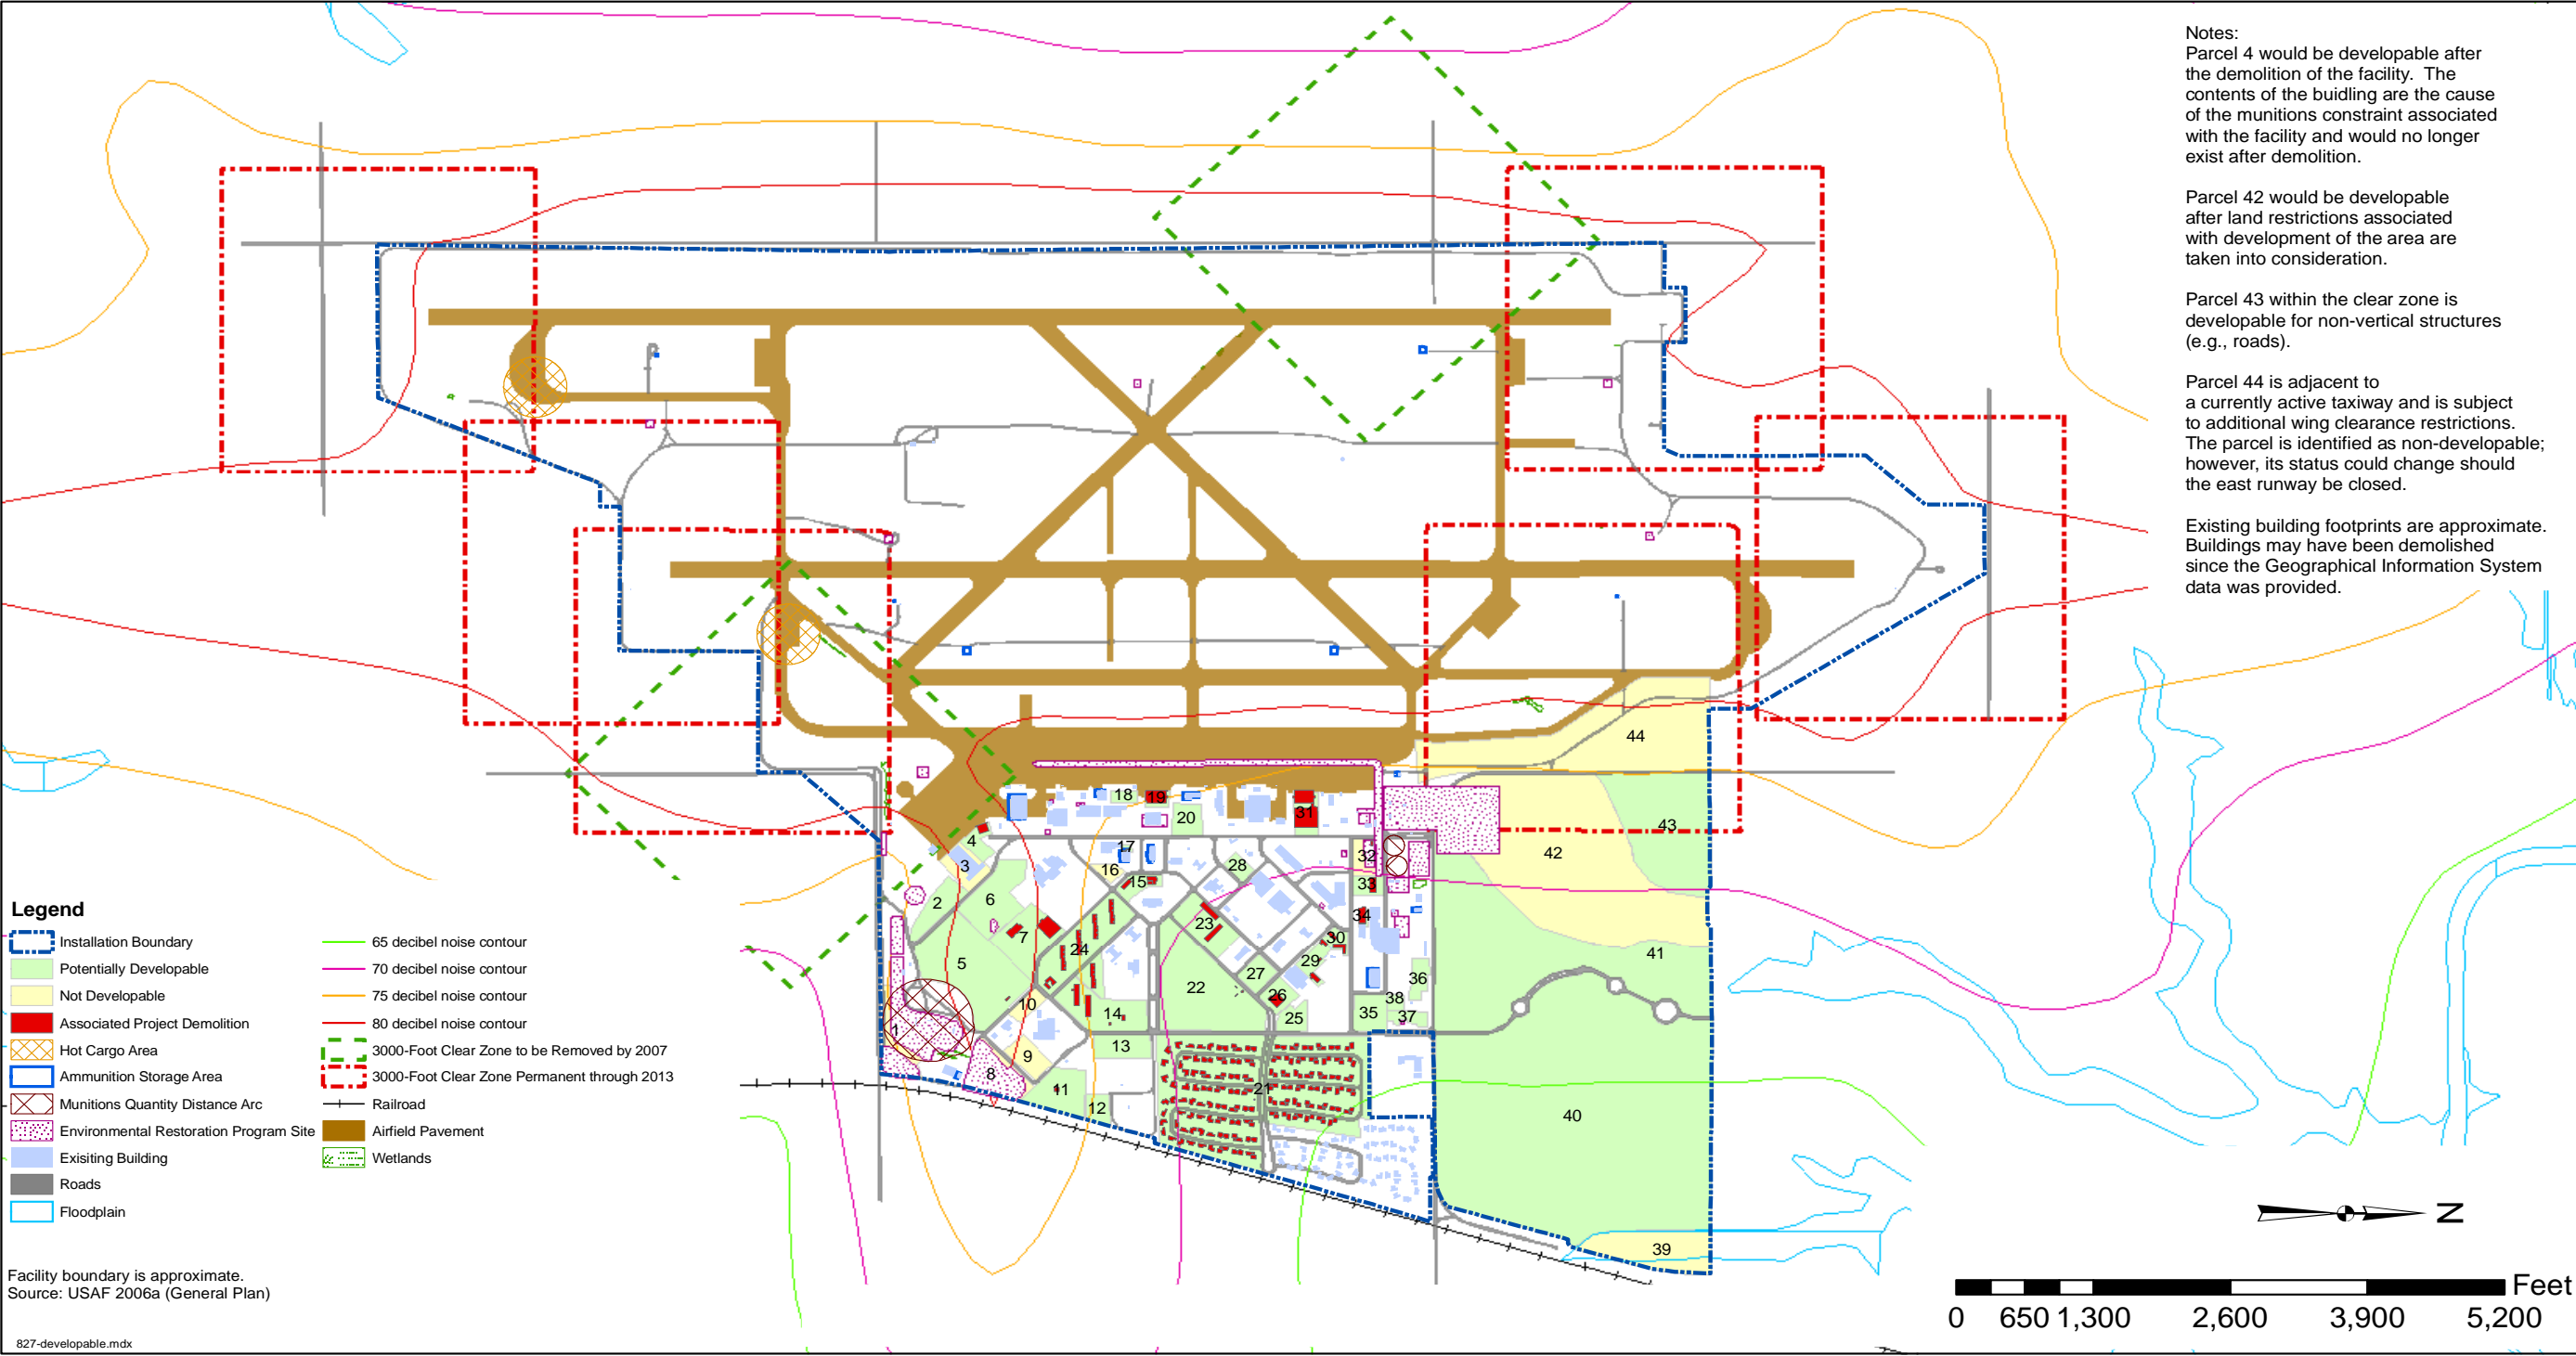 Notes:
Parcel 4 would be developable after
the demolition of the facility. The
contents of the buidling are the cause
of the munitions constraint associated
with the facility and would no longer
exist after demolition.
Parcel 42 would be developable
after land restrictions associated
with development of the area are
taken into consideration.
Parcel 43 within the clear zone is
developable for non-vertical structures
(e.g., roads).
Parcel 44 is adjacent to
a currently active taxiway and is subject
to additional wing clearance restrictions.
The parcel is identified as non-developable;
however, its status could change should
the east runway be closed.
Existing building footprints are approximate.
Buildings may have been demolished
since the Geographical Information System
data was provided.
44
18
19
31
20
43
4
17
42
3
16
28
32
15
33
2
6
34
23
7
24
30
5
41
29
27
36
22
26
10
38
14
35
37
25
1
13
9
8
11
21
12
40
39
Legend
Installation Boundary
Potentially Developable
Not Developable
Associated Project Demolition
Hot Cargo Area
Ammunition Storage Area
Munitions Quantity Distance Arc
Environmental Restoration Program Site
Exisiting Building
Roads
Floodplain
65 decibel noise contour
70 decibel noise contour
75 decibel noise contour
80 decibel noise contour
3000-Foot Clear Zone to be Removed by 2007
3000-Foot Clear Zone Permanent through 2013
Railroad
Airfield Pavement
Wetlands
N
Feet
0 650 1,300 2,600 3,900 5,200
Facility boundary is approximate.
Source: USAF 2006a (General Plan)
827-developable.mdx